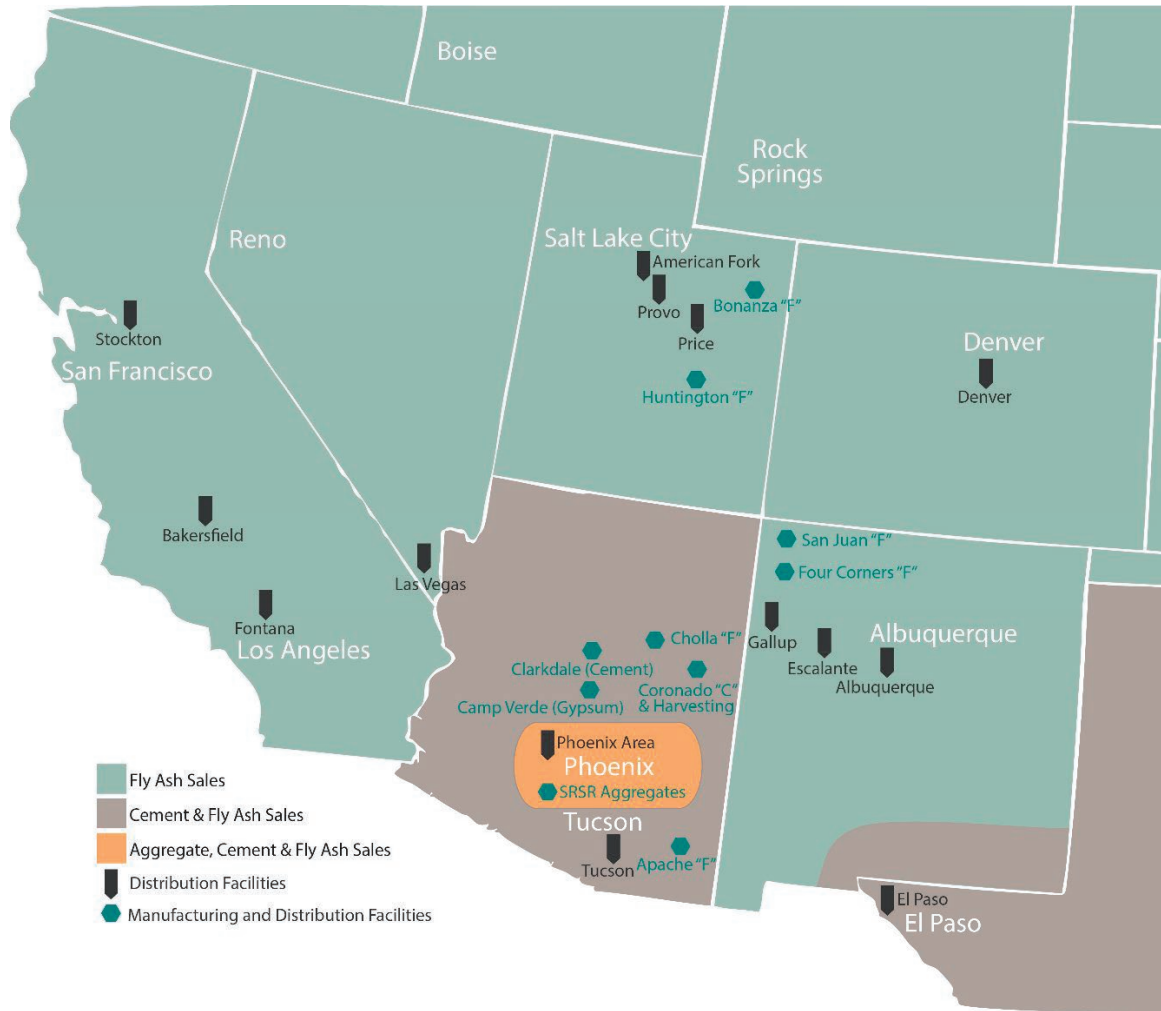 Boise
Rock
Springs
Reno
Salt Lake City
American Fork
Provo
Bonanza “F”
Price
Huntington “F”
Stockton
San Francisco
Denver
Denver
Bakersfield
Las Vegas
Fontana
Los Angeles
San Juan “F”
Four Corners “F”
Gallup
Escalante
Albuquerque
Albuquerque
Cholla “F”
Clarkdale (Cement)
Coronado “C”
& Harvesting
Camp Verde (Gypsum)
Phoenix Area
Phoenix
SRSR Aggregates
Tucson
Tucson
Apache “F”
El Paso
El Paso
Fly Ash Sales
Cement & Fly Ash Sales
Aggregate, Cement & Fly Ash Sales
Distribution Facilities
Manufacturing and Distribution Facilities